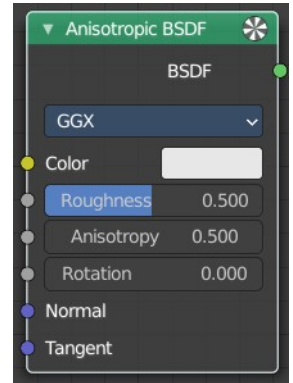 Anisotropic BSDF
BSDF
GGX
Color
Roughness 0.500
Anisotropy 0.500
Rotation 0.000
Normal
Tangent